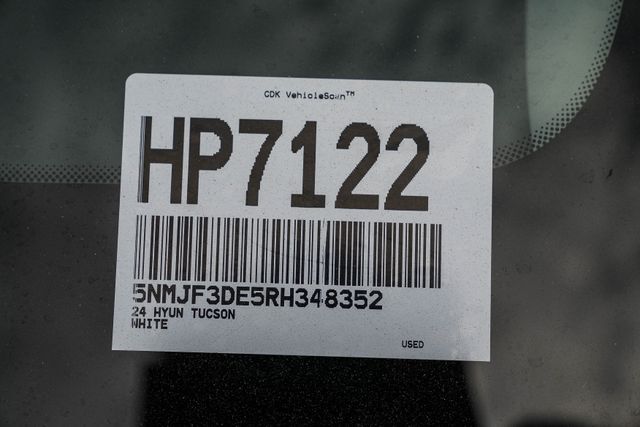 CDK VehicleScan™
HP7122
5NMJF3DE5RH348352
24 HYUN TUCSON
WHITE
USED